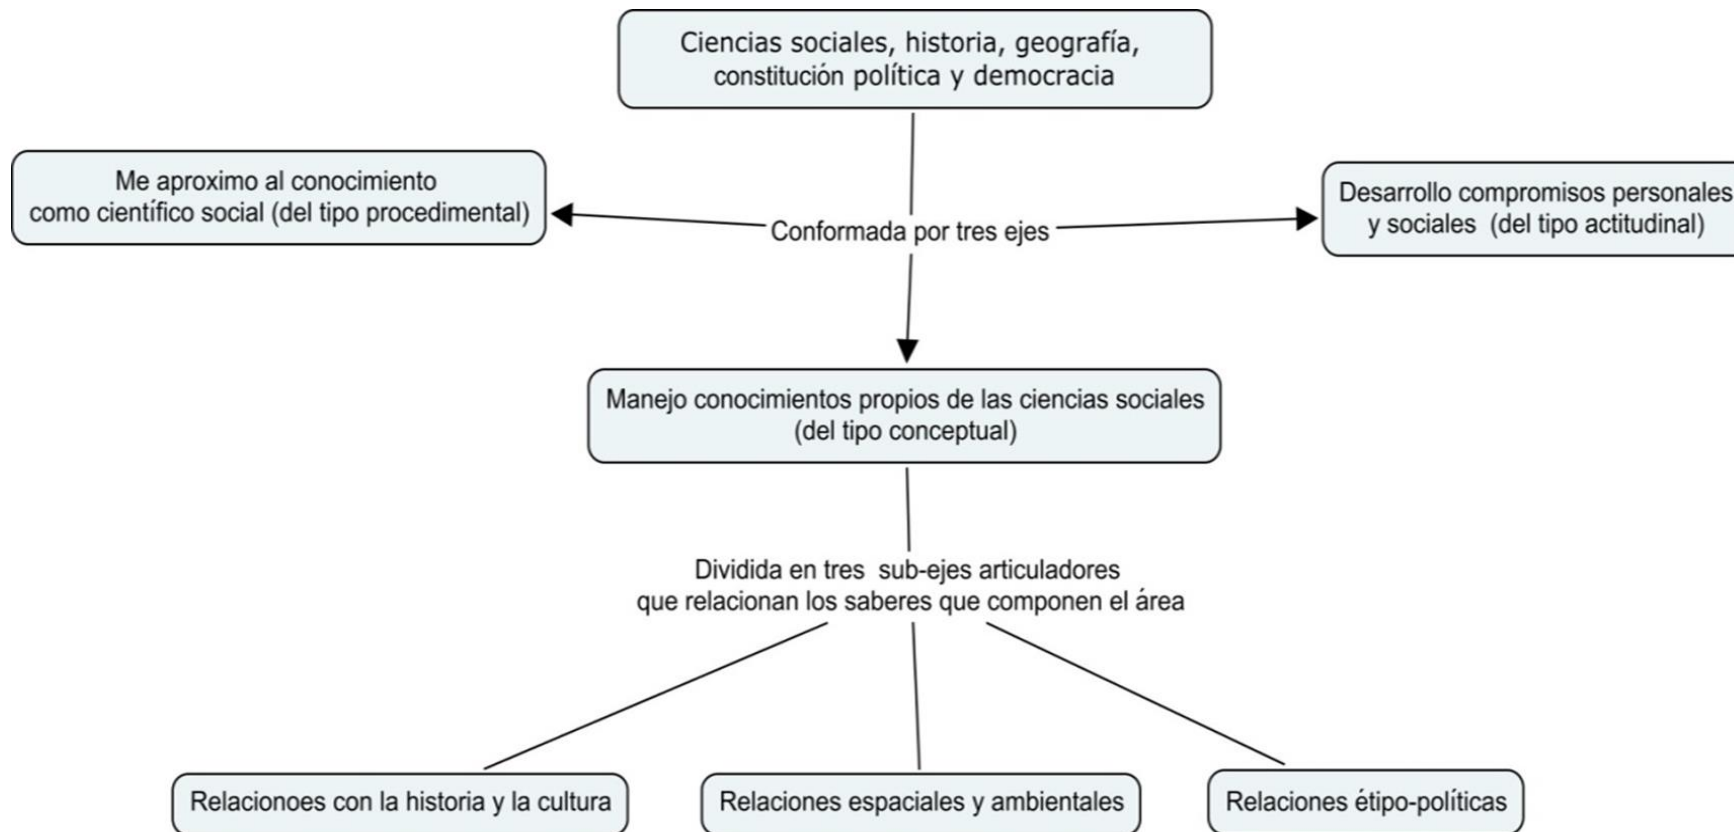 Ciencias sociales, historia, geografía,
constitución política y democracia
Me aproximo al conocimiento
como científico social (del tipo procedimental)
Desarrollo compromisos personales
y sociales (del tipo actitudinal)
Conformada por tres ejes
Manejo conocimientos propios de las ciencias sociales
(del tipo conceptual)
Dividida en tres sub-ejes articuladores
que relacionan los saberes que componen el área
Relacionoes con la historia y la cultura
Relaciones espaciales y ambientales
Relaciones étipo-políticas